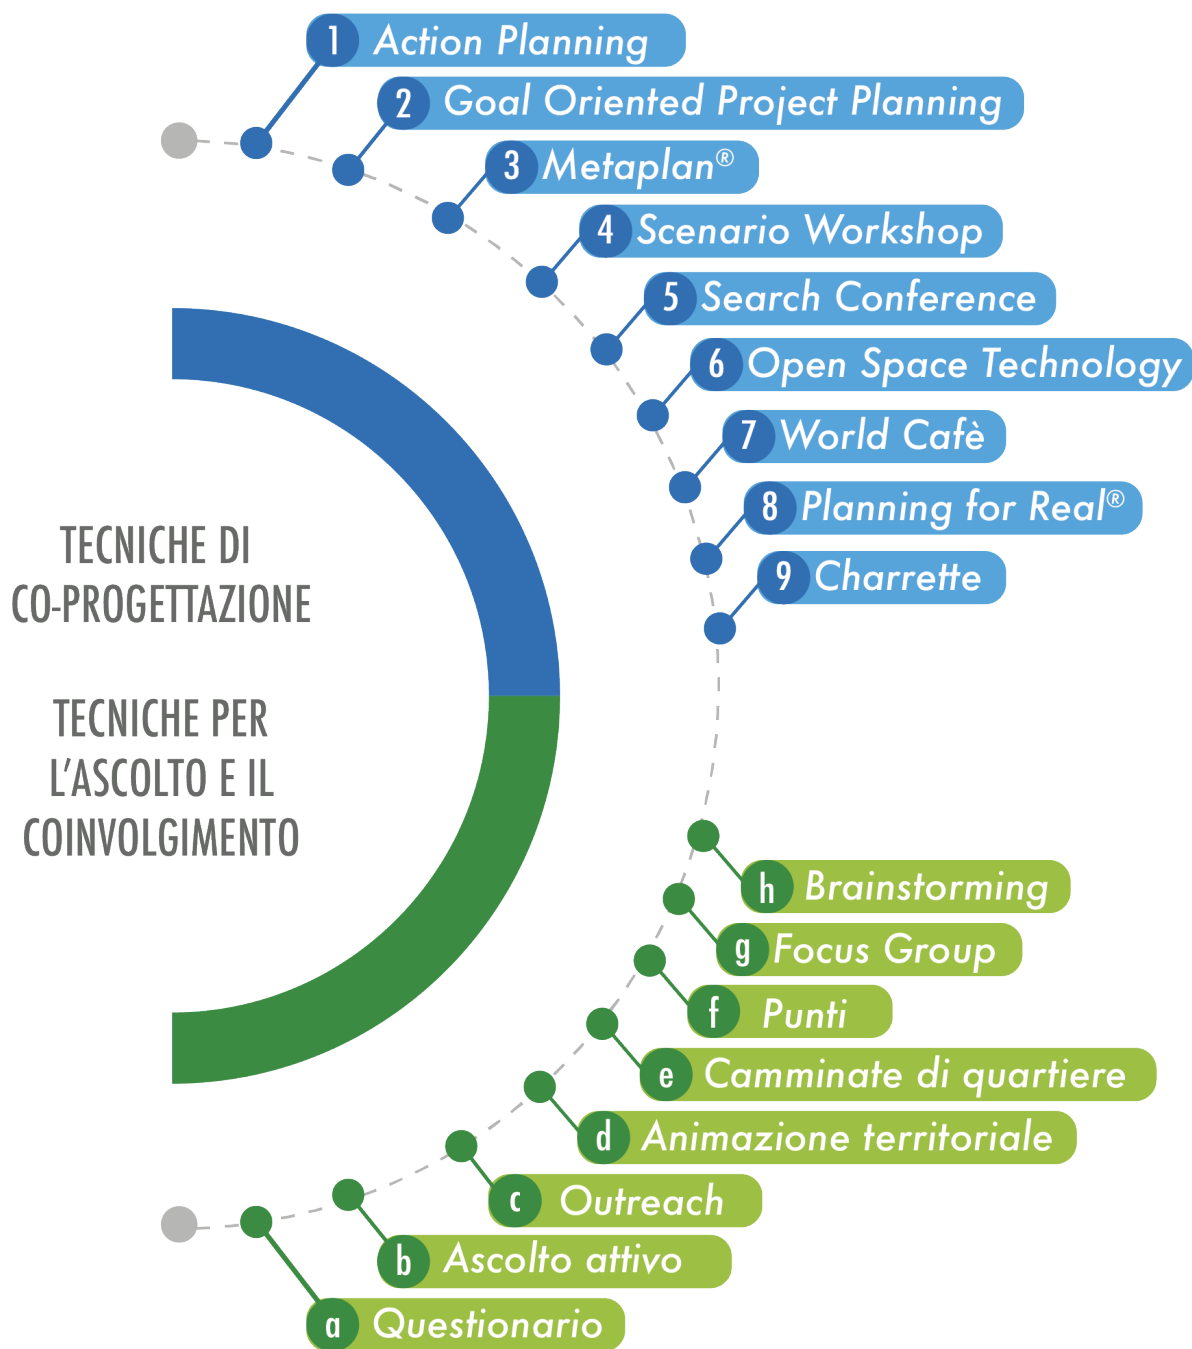 1 Action Planning
2 Goal Oriented Project Planning
3 Metaplan®
4 Scenario Workshop
5 Search Conference
6 Open Space Technology
7 World Cafè
8 Planning for Real®
9 Charrette
TECNICHE DI
CO-PROGETTAZIONE
TECNICHE PER
L'ASCOLTO E IL
COINVOLGIMENTO
h Brainstorming
g Focus Group
f Punti
e Camminate di quartiere
d Animazione territoriale
c Outreach
b Ascolto attivo
a Questionario